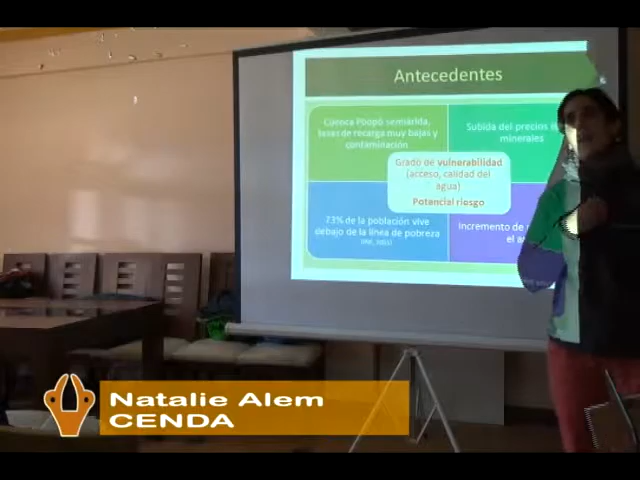 Antecedentes
Cuenca Poopó semiárida,
tasas de recarga muy bajas y
contaminación
Subida del precios
minerales
Grado de vulnerabilidad
(acceso, calidad del
agua)
Potencial riesgo
73% de la población vive
debajo de la línea de pobreza
Incremento de
el
Natalie Alem
CENDA